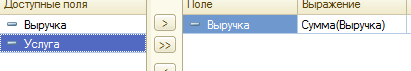 Доступные поля
Выручка
Услуга
>
>>
Поле Выражение
Выручка Сумма(Выручка)